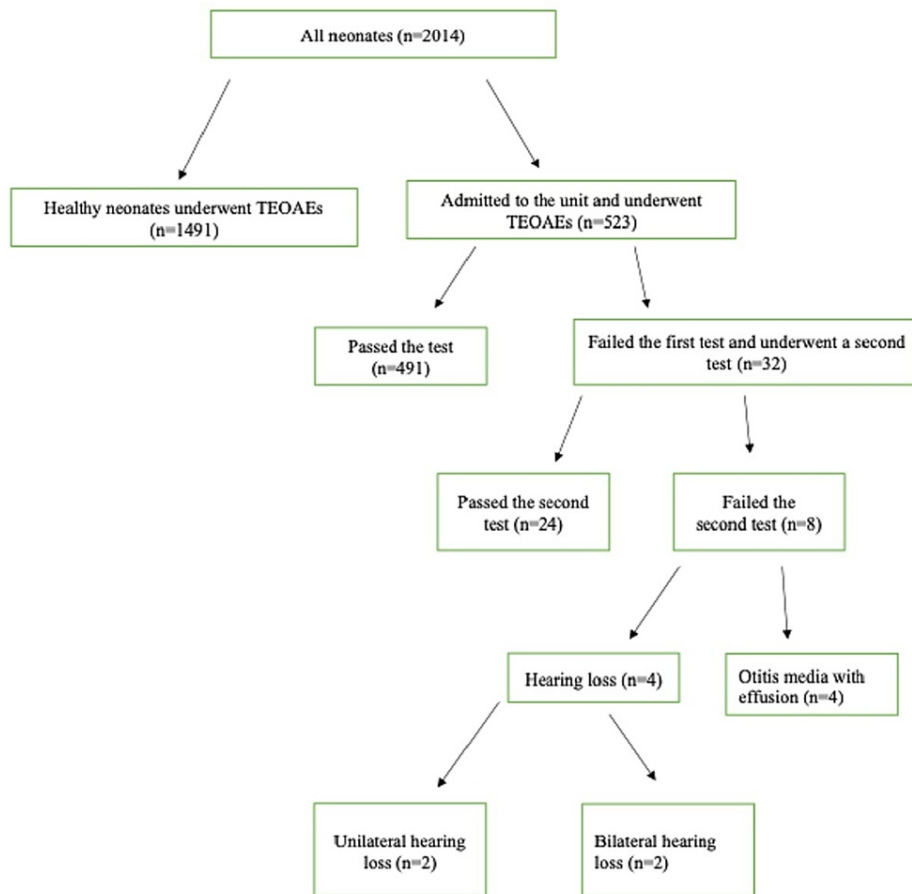 All neonates (n=2014)
Healthy neonates underwent TEOAEs
(n=1491)
Admitted to the unit and underwent
TEOAEs (n=523)
Passed the test
(n=491)
Failed the first test and underwent a second
test (n=32)
Passed the second
test (n=24)
Failed the
second test (n=8)
Hearing loss (n=4)
Otitis media with
effusion (n=4)
Unilateral hearing
loss (n=2)
Bilateral hearing
loss (n=2)